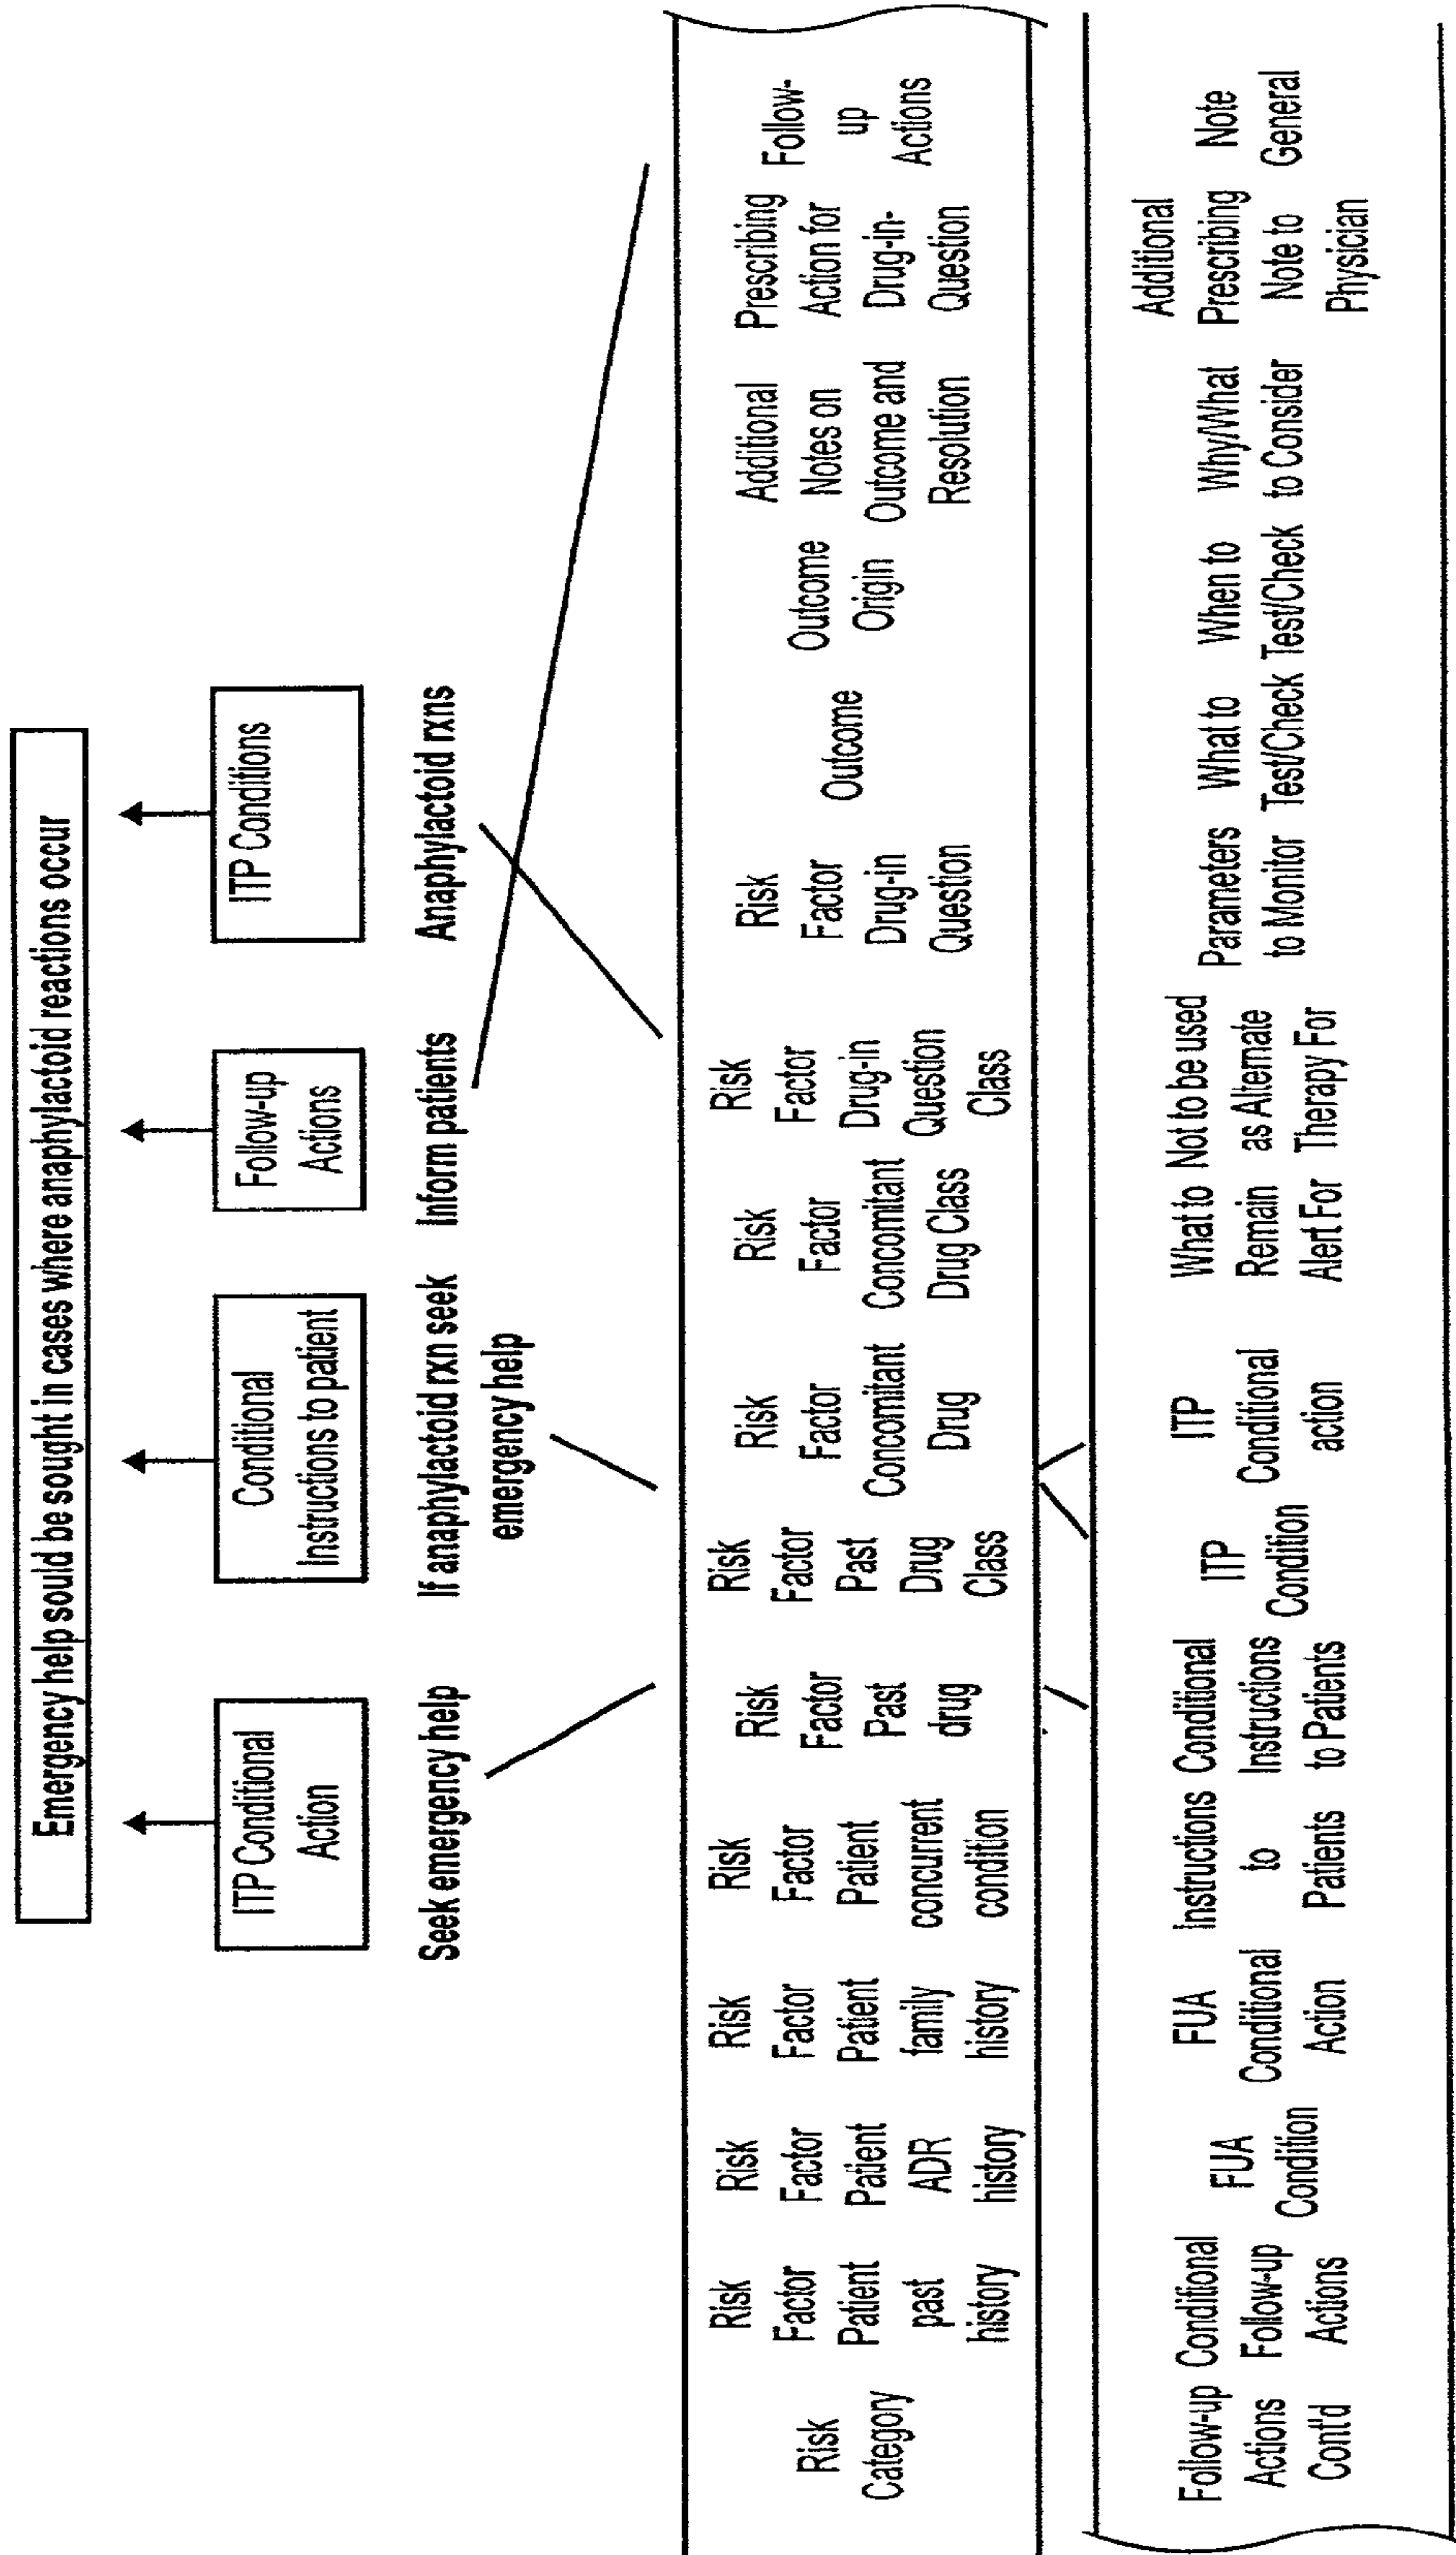 Emergency help sould be sought in cases where anaphylactoid reactions occur
ITP Conditional
Action
Conditional
Instructions to patient
Follow-up
Actions
ITP Conditions
Seek emergency help
If anaphylactoid rxn seek
emergency help
Inform patients
Anaphylactoid rxns
Risk
Category
Risk
Factor
Patient
past
history
Risk
Factor
Patient
ADR
history
Risk
Factor
Patient
family
history
Risk
Factor
Patient
concurrent
condition
Risk
Factor
Past
drug
Risk
Factor
Past
Drug
Class
Risk
Factor
Concomitant
Drug
Risk
Factor
Concomitant
Drug Class
Risk
Factor
Drug-in
Question
Class
Risk
Factor
Drug-in
Question
Outcome
Outcome
Origin
Additional
Notes on
Outcome and
Resolution
Prescribing
Action for
Drug-in-
Question
Follow-
up
Actions
Follow-up
Actions
Cont'd
Conditional
Follow-up
Actions
FUA
Condition
FUA
Conditional
Action
Instructions
to
Patients
Conditional
Instructions
to Patients
ITP
Condition
ITP
Conditional
action
What to
Remain
Alert For
Not to be used
as Alternate
Therapy For
Parameters
to Monitor
What to
Test/Check
When to
Test/Check
Why/What
to Consider
Additional
Prescribing
Note to
Physician
Note
General